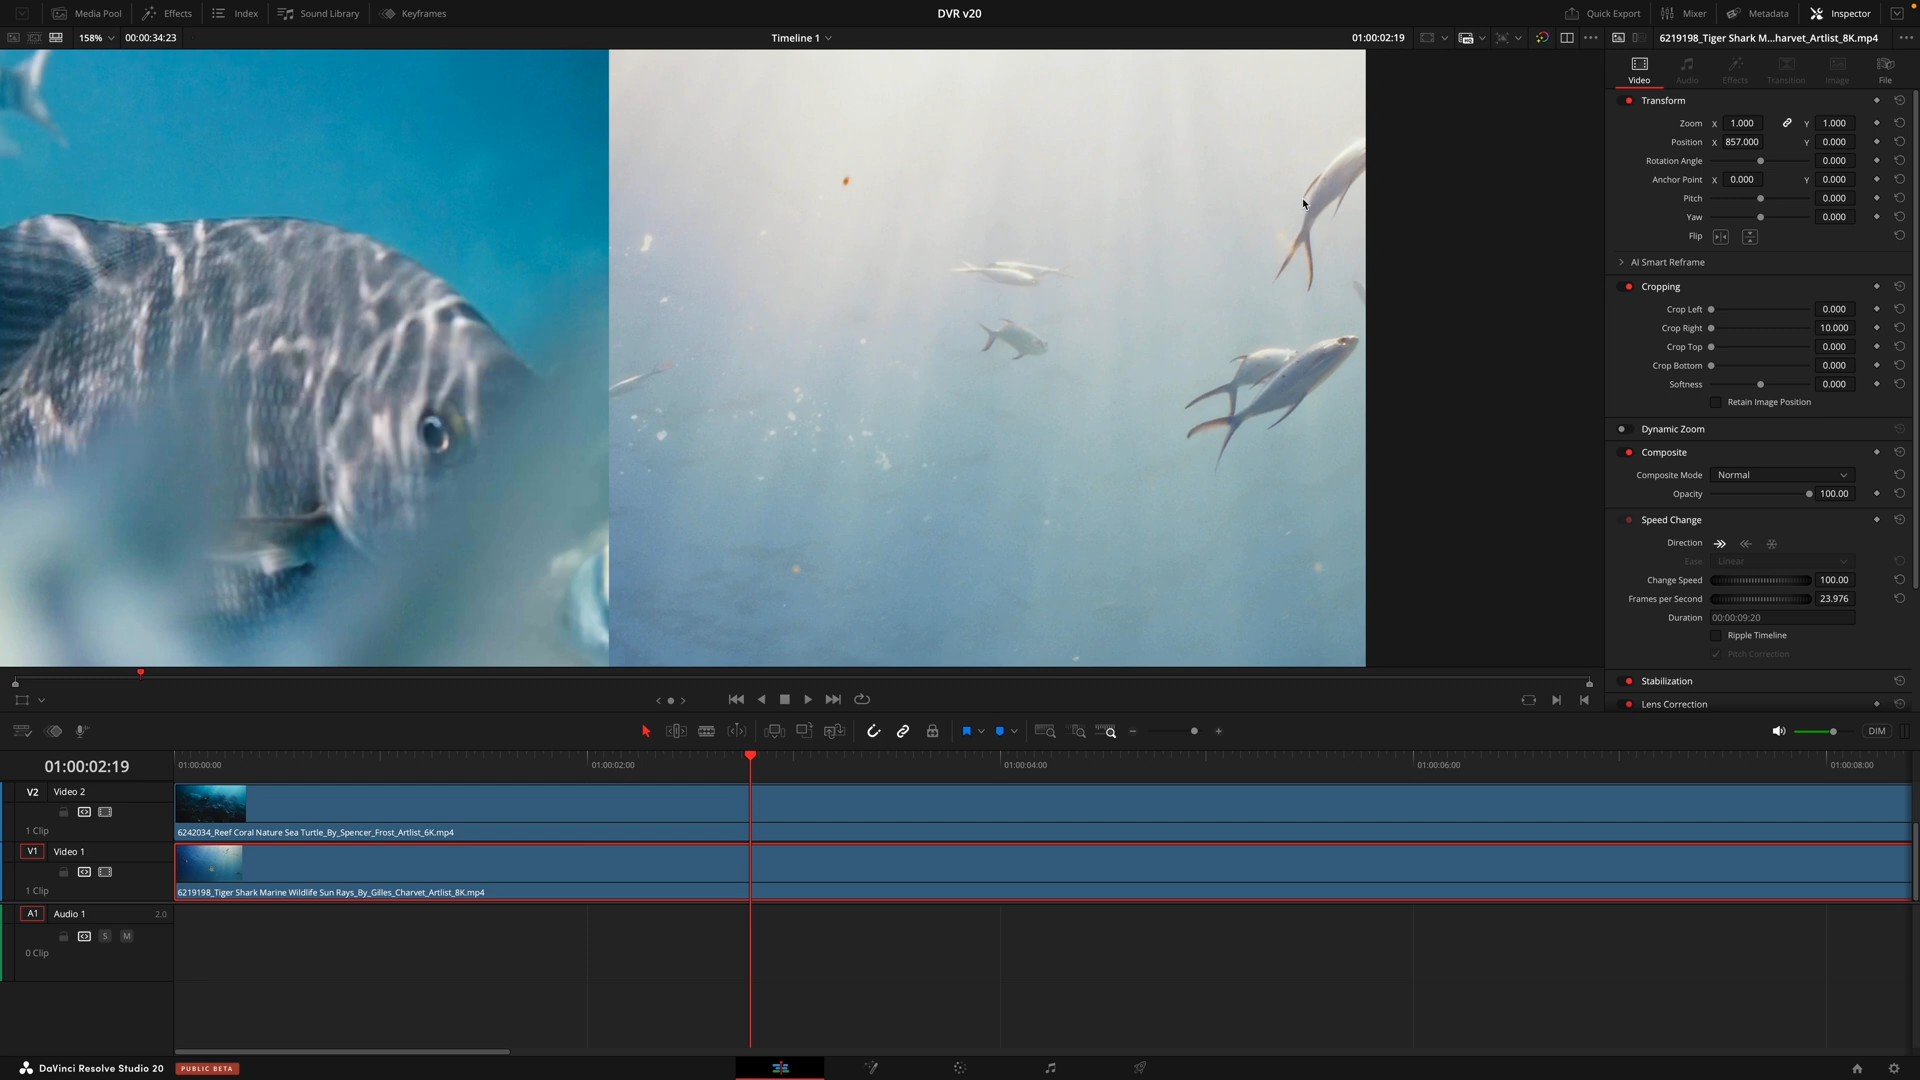 Media Pool Effects Index Sound Library Keyframes DVR v20 Quick Export Mixer Metadata Inspector
158% 00:00:34:23 Timeline 1 01:00:02:19 6219198_Tiger Shark M...harvet_Artlist_8K.mp4
Video Audio Effects Transition Image File
Transform
Zoom X 1.000 Y 1.000
Position X 857.000 Y 0.000
Rotation Angle 0.000
Anchor Point X 0.000 Y 0.000
Pitch 0.000
Yaw 0.000
Flip
AI Smart Reframe
Cropping
Crop Left 0.000
Crop Right 10.000
Crop Top 0.000
Crop Bottom 0.000
Softness 0.000
Retain Image Position
Dynamic Zoom
Composite
Composite Mode Normal
Opacity 100.00
Speed Change
Direction
Ease Linear
Change Speed 100.00
Frames per Second 23.976
Duration 00:00:09:20
Ripple Timeline
Pitch Correction
Stabilization
Lens Correction
DIM
01:00:02:19 01:00:00:00 01:00:02:00 01:00:04:00 01:00:06:00 01:00:08:00
V2 Video 2
1 Clip
6242034_Reef Coral Nature Sea Turtle_By_Spencer_Frost_Artlist_6K.mp4
V1 Video 1
1 Clip
6219198_Tiger Shark Marine Wildlife Sun Rays_By_Gilles_Charvet_Artlist_8K.mp4
A1 Audio 1 2.0
S M
0 Clip
DaVinci Resolve Studio 20 PUBLIC BETA